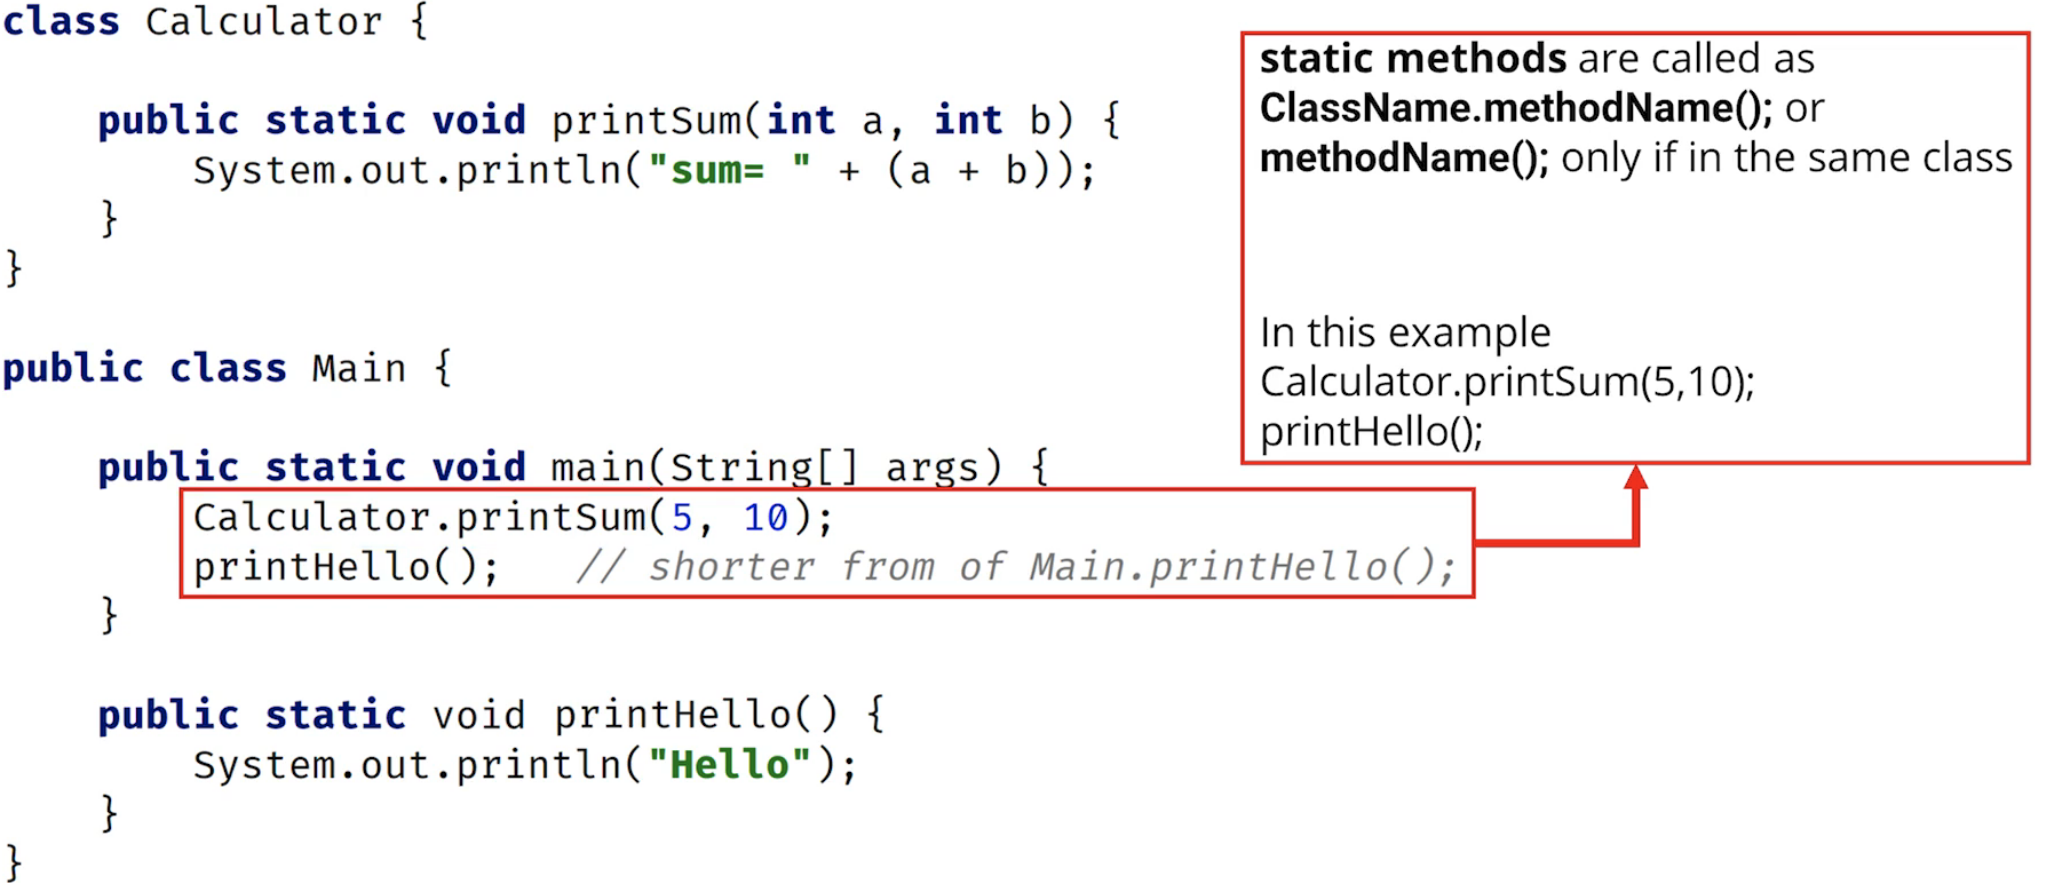 class Calculator {
    public static void printSum(int a, int b) {
        System.out.println("sum= " + (a + b));
    }
}
public class Main {
    public static void main(String[] args) {
        Calculator.printSum(5, 10);
        printHello();   // shorter from of Main.printHello();
    }
    public static void printHello() {
        System.out.println("Hello");
    }
}
static methods are called as
ClassName.methodName(); or
methodName(); only if in the same class
In this example
Calculator.printSum(5,10);
printHello();